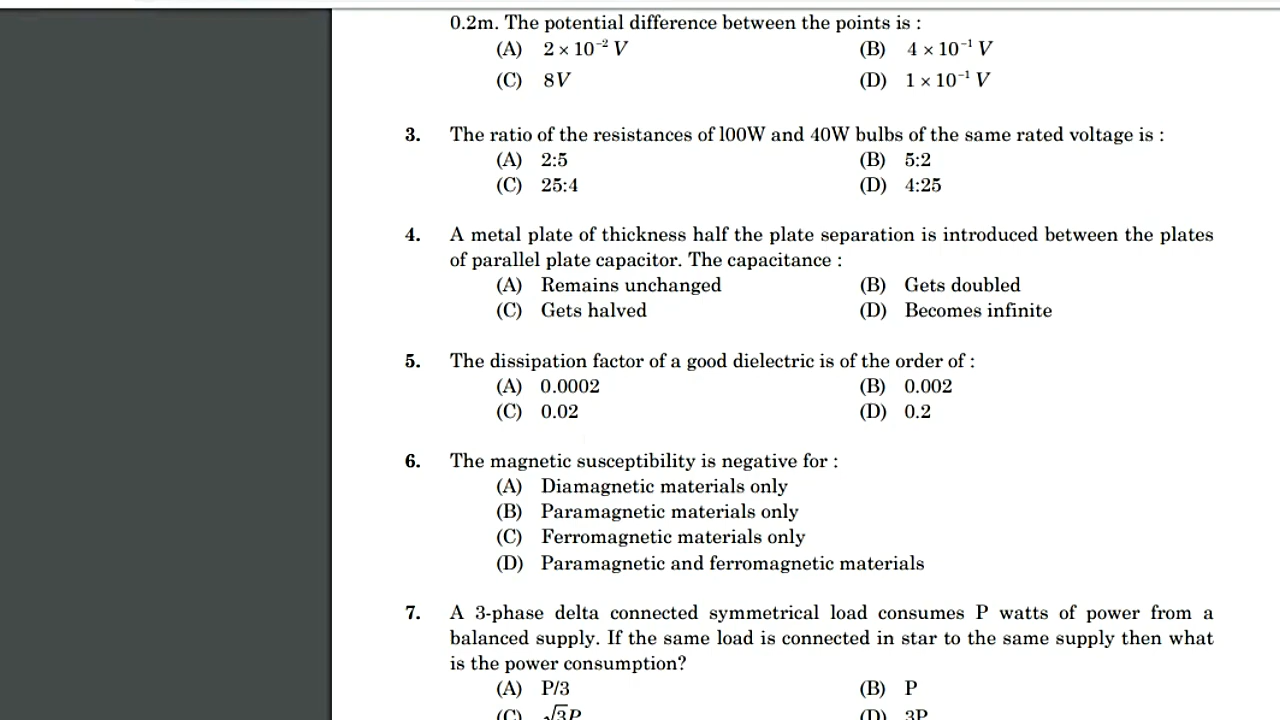 0.2m. The potential difference between the points is :
(A) 2 × 10⁻² V (B) 4 × 10⁻¹ V
(C) 8V (D) 1 × 10⁻¹ V
3. The ratio of the resistances of l00W and 40W bulbs of the same rated voltage is :
(A) 2:5 (B) 5:2
(C) 25:4 (D) 4:25
4. A metal plate of thickness half the plate separation is introduced between the plates
of parallel plate capacitor. The capacitance :
(A) Remains unchanged (B) Gets doubled
(C) Gets halved (D) Becomes infinite
5. The dissipation factor of a good dielectric is of the order of :
(A) 0.0002 (B) 0.002
(C) 0.02 (D) 0.2
6. The magnetic susceptibility is negative for :
(A) Diamagnetic materials only
(B) Paramagnetic materials only
(C) Ferromagnetic materials only
(D) Paramagnetic and ferromagnetic materials
7. A 3-phase delta connected symmetrical load consumes P watts of power from a
balanced supply. If the same load is connected in star to the same supply then what
is the power consumption?
(A) P/3 (B) P
(C) √3P (D) 3P